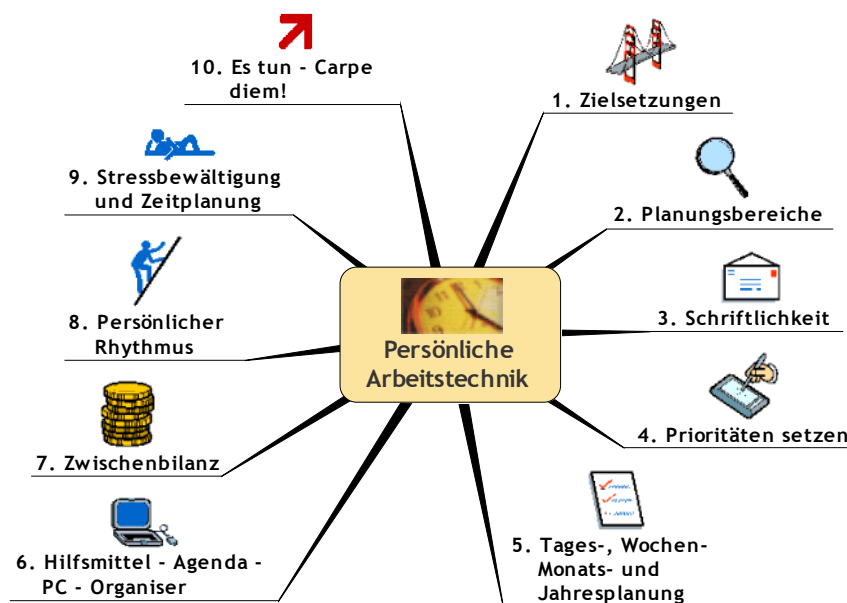 Persönliche
Arbeitstechnik
1. Zielsetzungen
2. Planungsbereiche
3. Schriftlichkeit
4. Prioritäten setzen
5. Tages-, Wochen-
Monats- und
Jahresplanung
6. Hilfsmittel - Agenda -
PC - Organiser
7. Zwischenbilanz
8. Persönlicher
Rhythmus
9. Stressbewältigung
und Zeitplanung
10. Es tun - Carpe
diem!